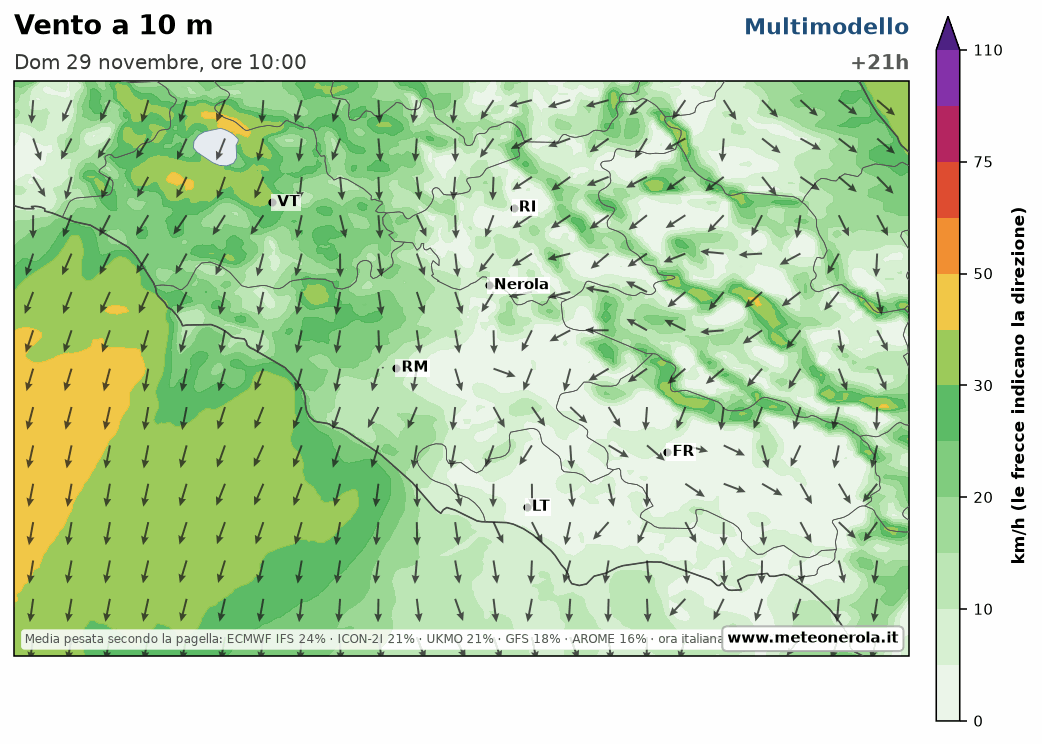 Vento a 10 m
Multimodello
Dom 29 novembre, ore 10:00
+21h
110
75
50
30
20
10
0
km/h (le frecce indicano la direzione)
VT
RI
Nerola
RM
FR
LT
Media pesata secondo la pagella: ECMWF IFS 24% · ICON-2I 21% · UKMO 21% · GFS 18% · AROME 16% · ora italiana
www.meteonerola.it